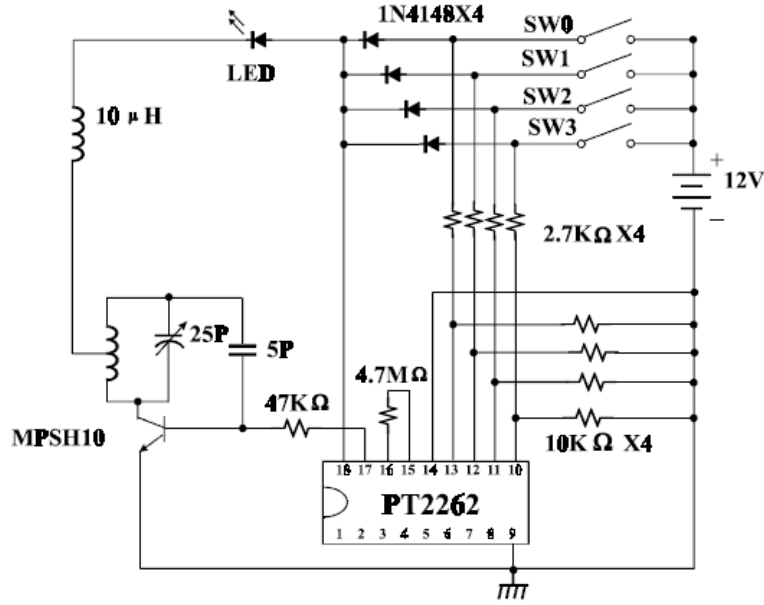 1N4148X4
SW0
SW1
LED
SW2
10 μ H
SW3
+
12V
−
2.7KΩ X4
25P
5P
4.7MΩ
47KΩ
MPSH10
10K Ω X4
18 17 16 15 14 13 12 11 10
PT2262
1 2 3 4 5 6 7 8 9